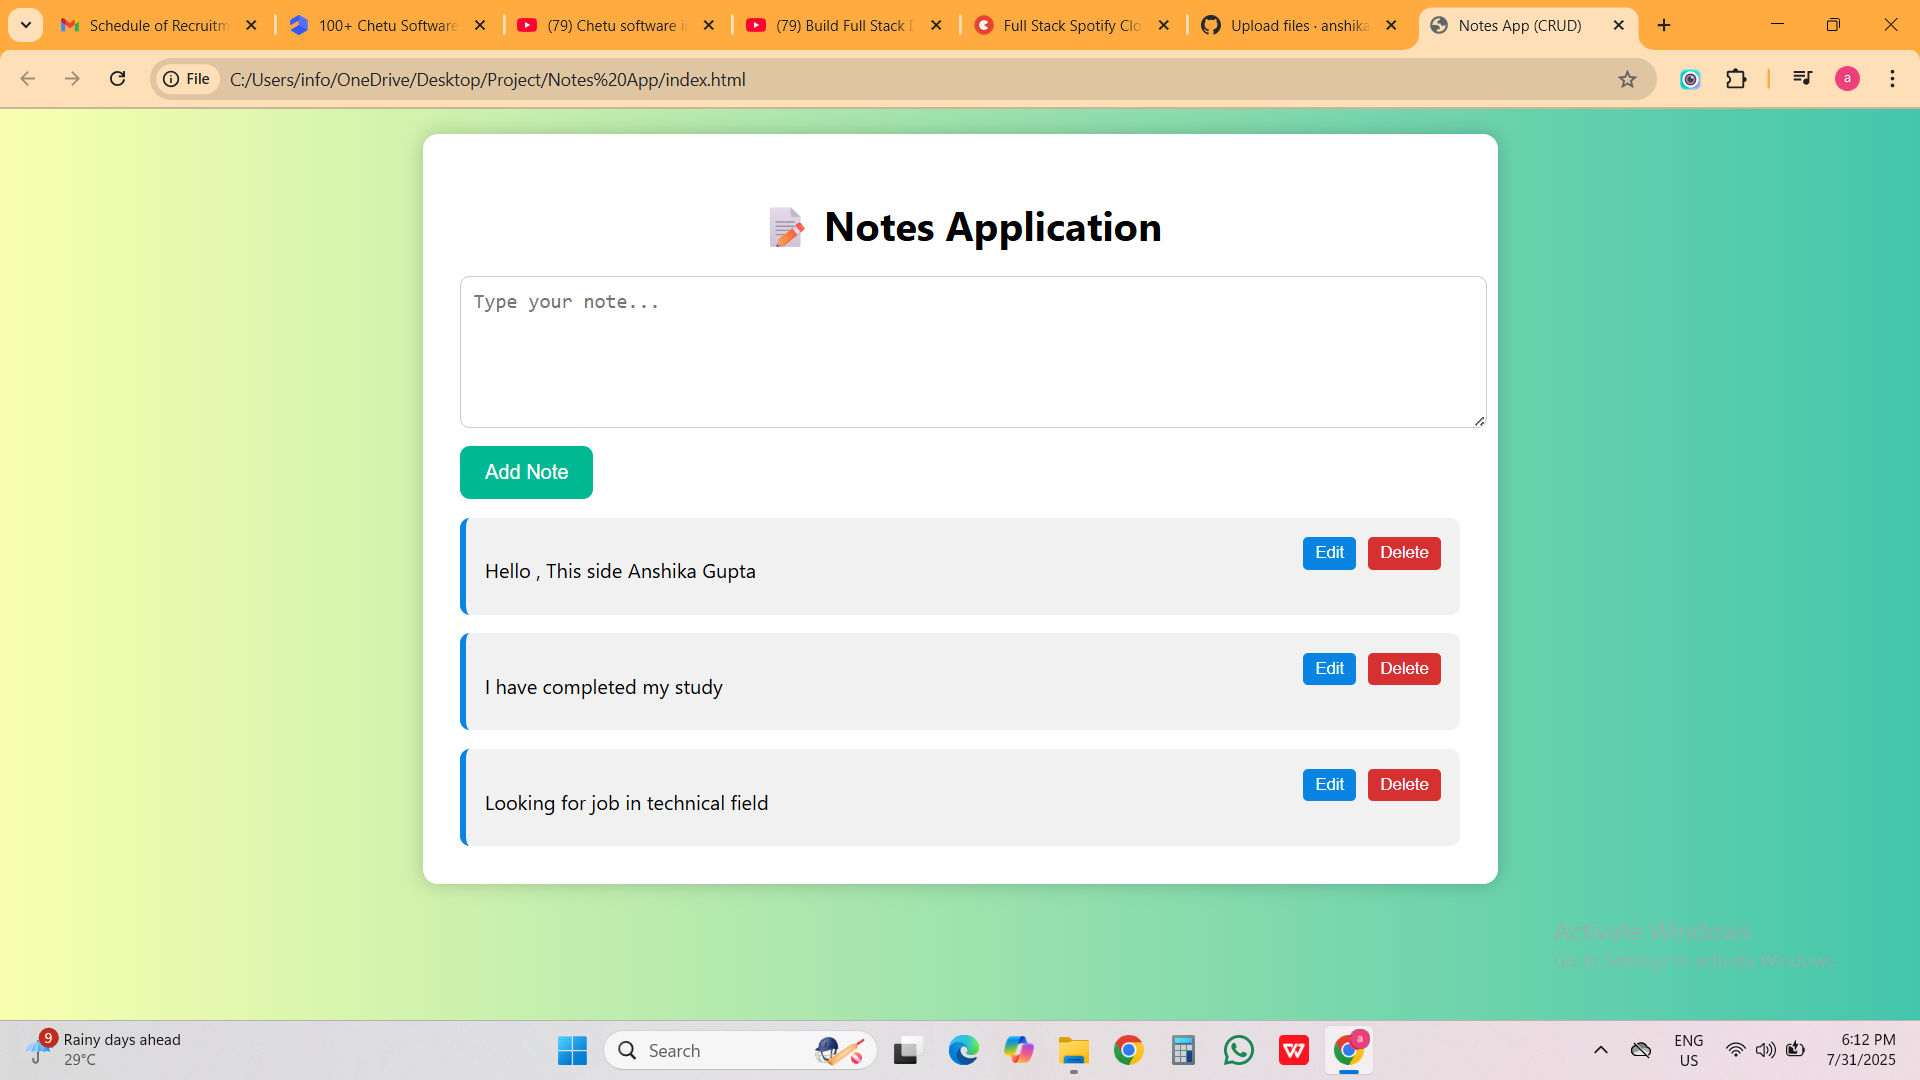 Schedule of Recruitm
100+ Chetu Software
(79) Chetu software i
(79) Build Full Stack D
Full Stack Spotify Clo
Upload files · anshika
Notes App (CRUD)
File
C:/Users/info/OneDrive/Desktop/Project/Notes%20App/index.html
a
Notes Application
Type your note...
Add Note
Hello , This side Anshika Gupta
Edit
Delete
I have completed my study
Edit
Delete
Looking for job in technical field
Edit
Delete
Activate Windows
Go to Settings to activate Windows.
9
Rainy days ahead
29°C
Search
W
a
ENG
US
6:12 PM
7/31/2025